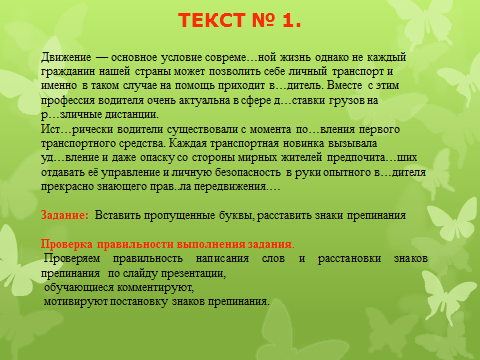 ТЕКСТ № 1.
Движение — основное условие совреме…ной жизнь однако не каждый
гражданин нашей страны может позволить себе личный транспорт и
именно в таком случае на помощь приходит в…дитель. Вместе с этим
профессия водителя очень актуальна в сфере д…ставки грузов на
р…зличные дистанции.
Ист…рически водители существовали с момента по…вления первого
транспортного средства. Каждая транспортная новинка вызывала
уд…вление и даже опаску со стороны мирных жителей предпочита…ших
отдавать её управление и личную безопасность в руки опытного в…дителя
прекрасно знающего прав..ла передвижения.…
Задание: Вставить пропущенные буквы, расставить знаки препинания
Проверка правильности выполнения задания.
Проверяем правильность написания слов и расстановки знаков
препинания по слайду презентации,
обучающиеся комментируют,
мотивируют постановку знаков препинания.